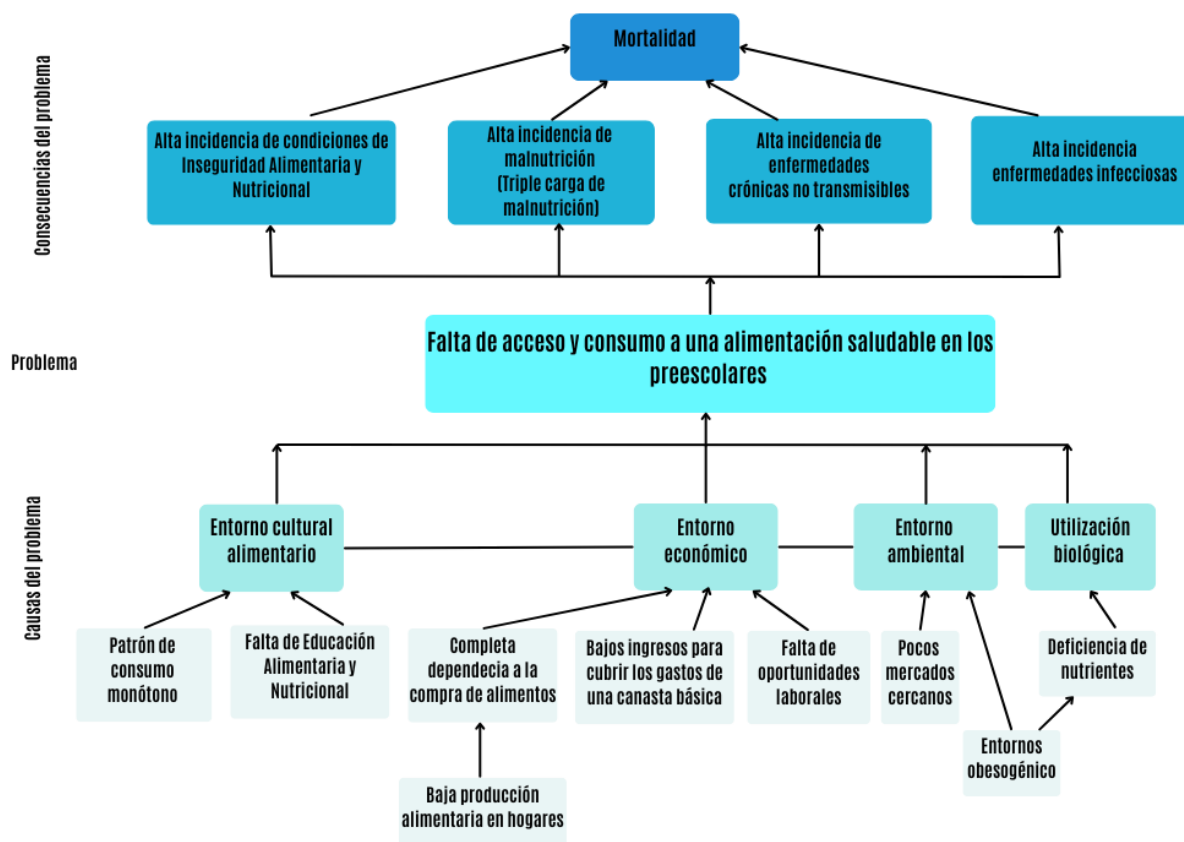 Consecuencias del problema
Mortalidad
Alta incidencia de condiciones de
Inseguridad Alimentaria y
Nutricional
Alta incidencia de
malnutrición
(Triple carga de
malnutrición)
Alta incidencia de
enfermedades
crónicas no transmisibles
Alta incidencia
enfermedades infecciosas
Problema
Falta de acceso y consumo a una alimentación saludable en los
preescolares
Causas del problema
Entorno cultural
alimentario
Entorno
económico
Entorno
ambiental
Utilización
biológica
Patrón de
consumo
monótono
Falta de Educación
Alimentaria y
Nutricional
Completa
dependecia a la
compra de alimentos
Bajos ingresos para
cubrir los gastos de
una canasta básica
Falta de
oportunidades
laborales
Pocos
mercados
cercanos
Deficiencia de
nutrientes
Entornos
obesogénico
Baja producción
alimentaria en hogares